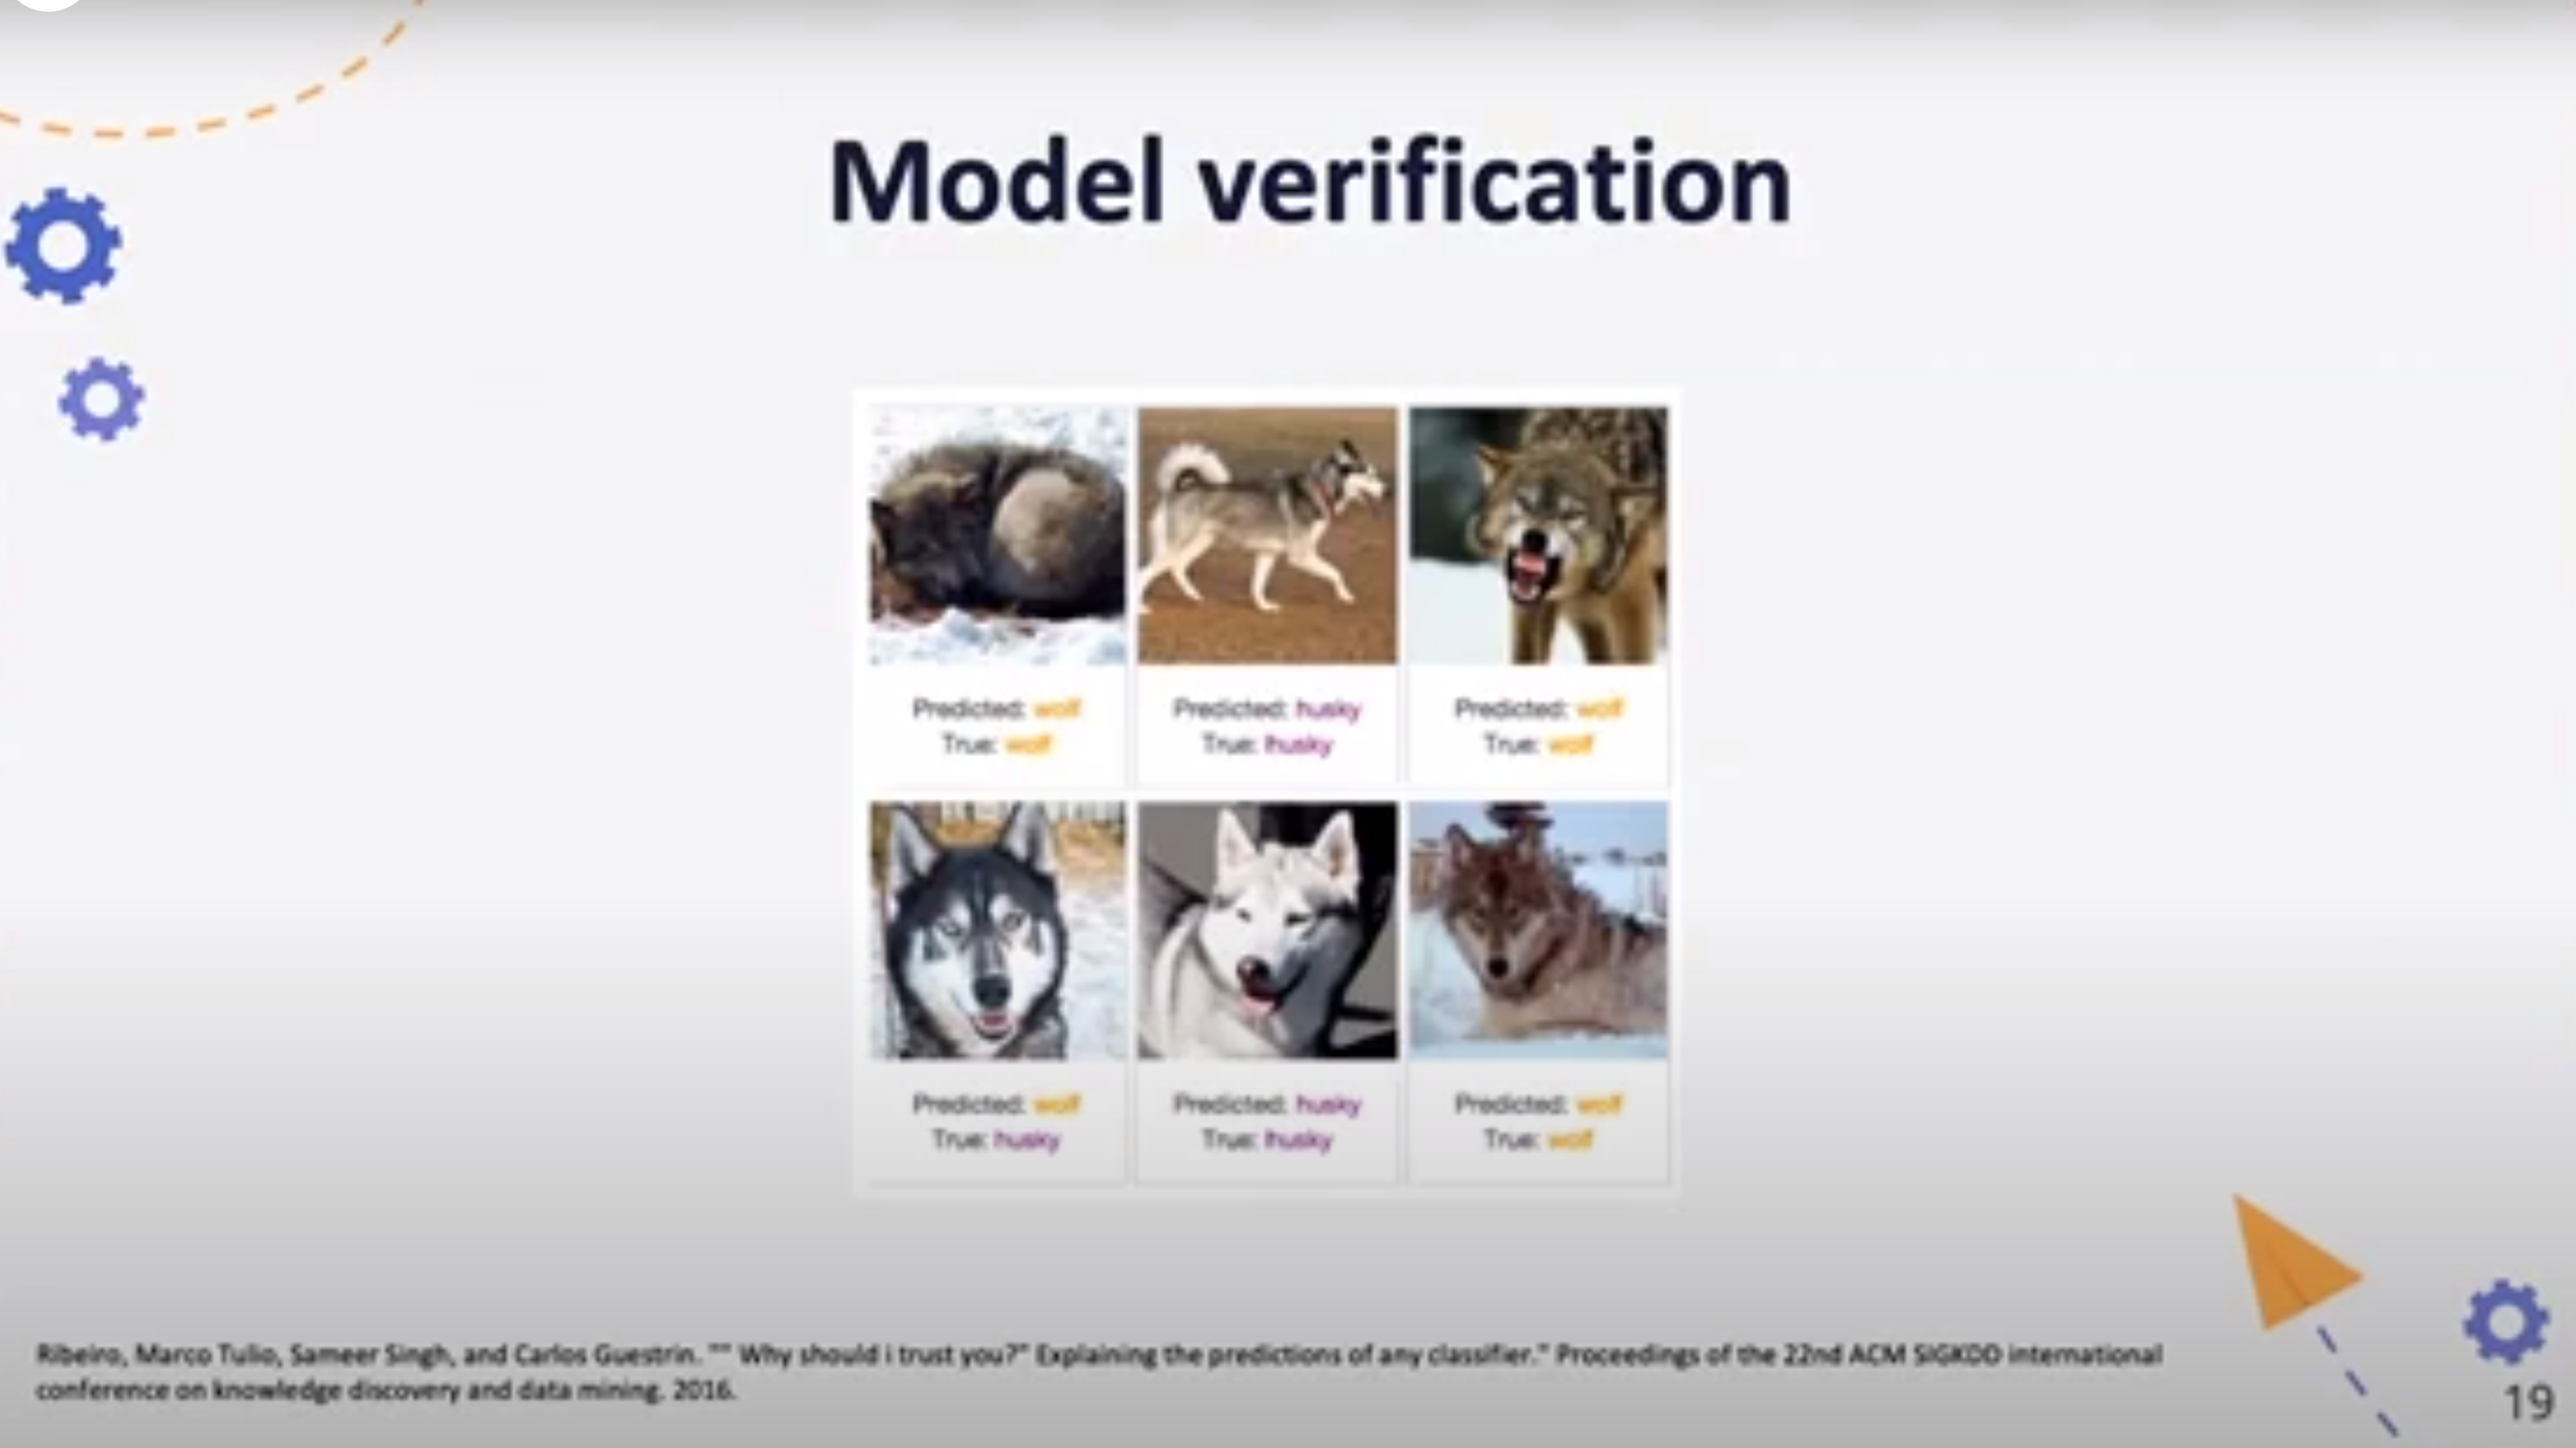 Model verification
Predicted: wolf
True: wolf
Predicted: husky
True: husky
Predicted: wolf
True: wolf
Predicted: wolf
True: husky
Predicted: husky
True: husky
Predicted: wolf
True: wolf
Ribeiro, Marco Tulio, Sameer Singh, and Carlos Guestrin. "" Why should i trust you?" Explaining the predictions of any classifier." Proceedings of the 22nd ACM SIGKDD international
conference on knowledge discovery and data mining. 2016.
19